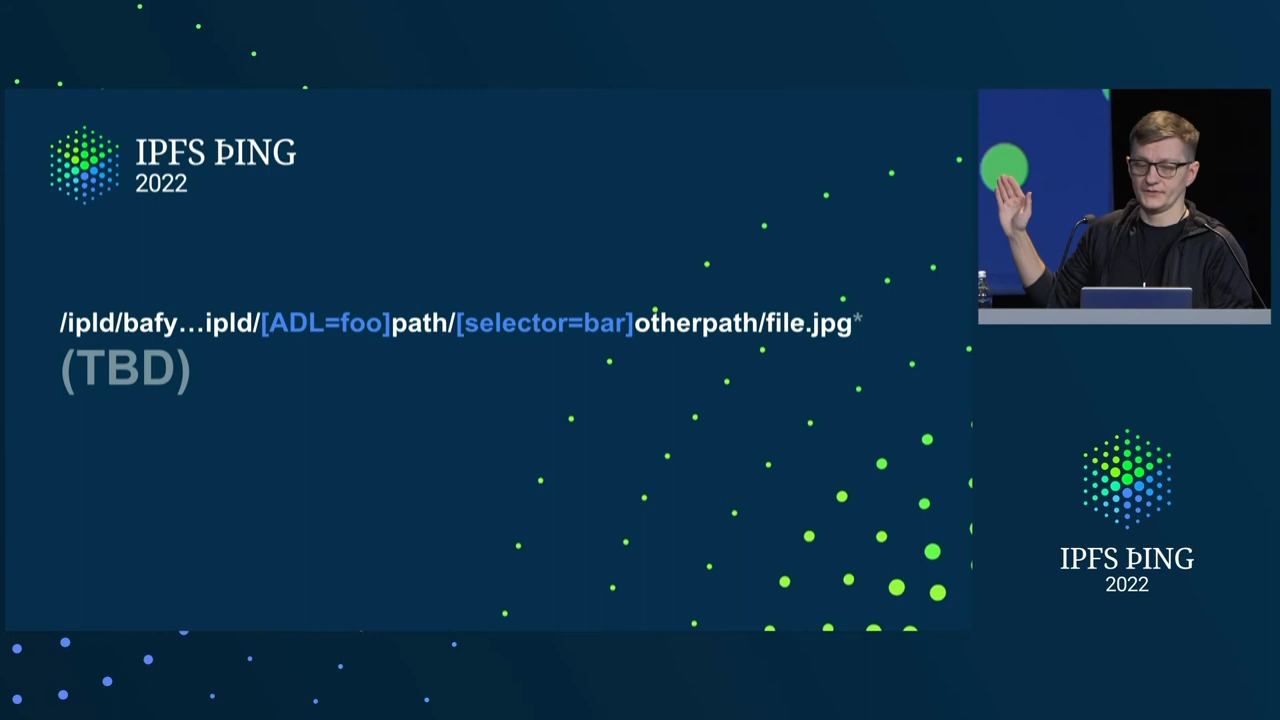 IPFS ÞING
2022
/ipld/bafy…ipld/[ADL=foo]path/[selector=bar]otherpath/file.jpg*
(TBD)
IPFS ÞING
2022